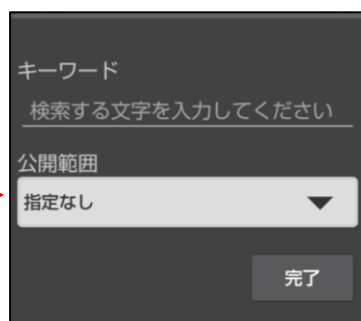 キーワード
検索する文字を入力してください
公開範囲
指定なし
完了